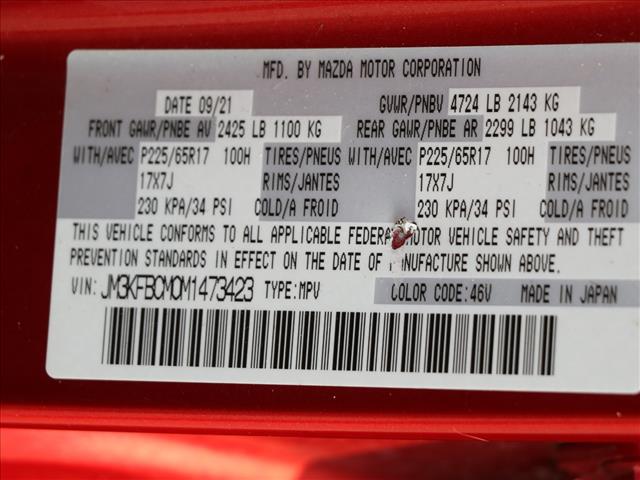 MFD. BY MAZDA MOTOR CORPORATION
DATE 09/21 GVWR/PNBV 4724 LB 2143 KG
FRONT GAWR/PNBE AV 2425 LB 1100 KG REAR GAWR/PNBE AR 2299 LB 1043 KG
WITH/AVEC P225/65R17 100H TIRES/PNEUS WITH/AVEC P225/65R17 100H TIRES/PNEUS
17X7J RIMS/JANTES 17X7J RIMS/JANTES
230 KPA/34 PSI COLD/A FROID 230 KPA/34 PSI COLD/A FROID
THIS VEHICLE CONFORMS TO ALL APPLICABLE FEDERAL MOTOR VEHICLE SAFETY AND THEFT
PREVENTION STANDARDS IN EFFECT ON THE DATE OF MANUFACTURE SHOWN ABOVE.
VIN: JM3KFBCM0M1473423 TYPE:MPV COLOR CODE:46V MADE IN JAPAN